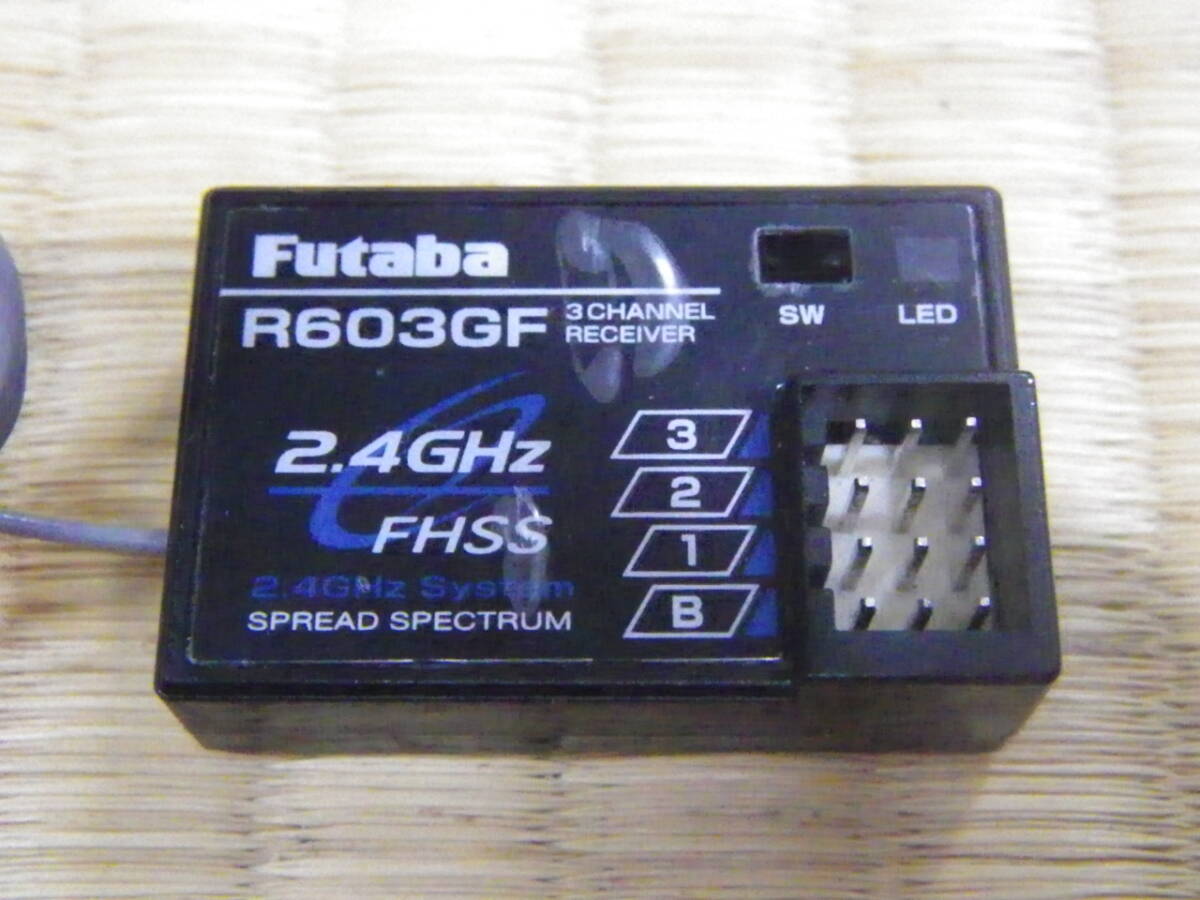 Futaba
R603GF
3 CHANNEL
RECEIVER
SW
LED
2.4GHz
FHSS
2.4GHz System
SPREAD SPECTRUM
3
2
1
B